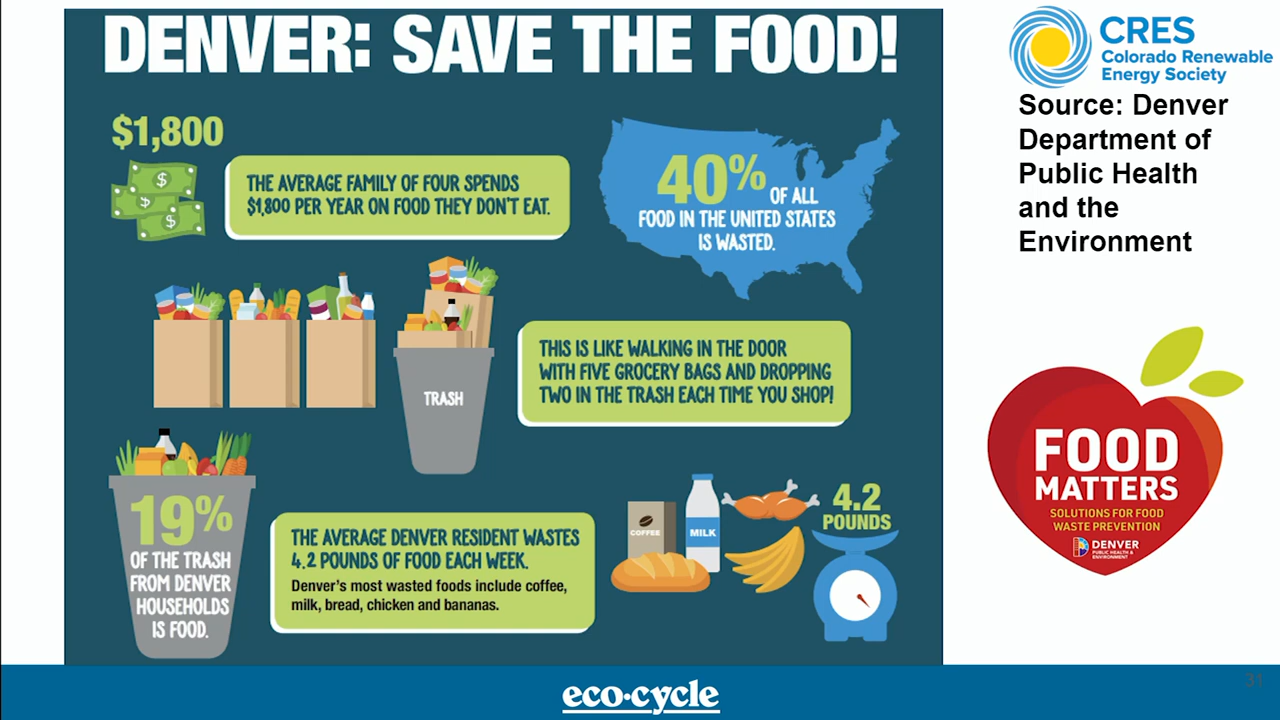 DENVER: SAVE THE FOOD!
$1,800
$
$
$
THE AVERAGE FAMILY OF FOUR SPENDS
$1,800 PER YEAR ON FOOD THEY DON'T EAT.
40%
OF ALL
FOOD IN THE UNITED STATES
IS WASTED.
TRASH
THIS IS LIKE WALKING IN THE DOOR
WITH FIVE GROCERY BAGS AND DROPPING
TWO IN THE TRASH EACH TIME YOU SHOP!
19%
OF THE TRASH
FROM DENVER
HOUSEHOLDS
IS FOOD.
THE AVERAGE DENVER RESIDENT WASTES
4.2 POUNDS OF FOOD EACH WEEK.
Denver's most wasted foods include coffee,
milk, bread, chicken and bananas.
COFFEE
MILK
4.2
POUNDS
CRES
Colorado Renewable
Energy Society
Source: Denver
Department of
Public Health
and the
Environment
FOOD
MATTERS
SOLUTIONS FOR FOOD
WASTE PREVENTION
DENVER
PUBLIC HEALTH &
ENVIRONMENT
eco·cycle
31